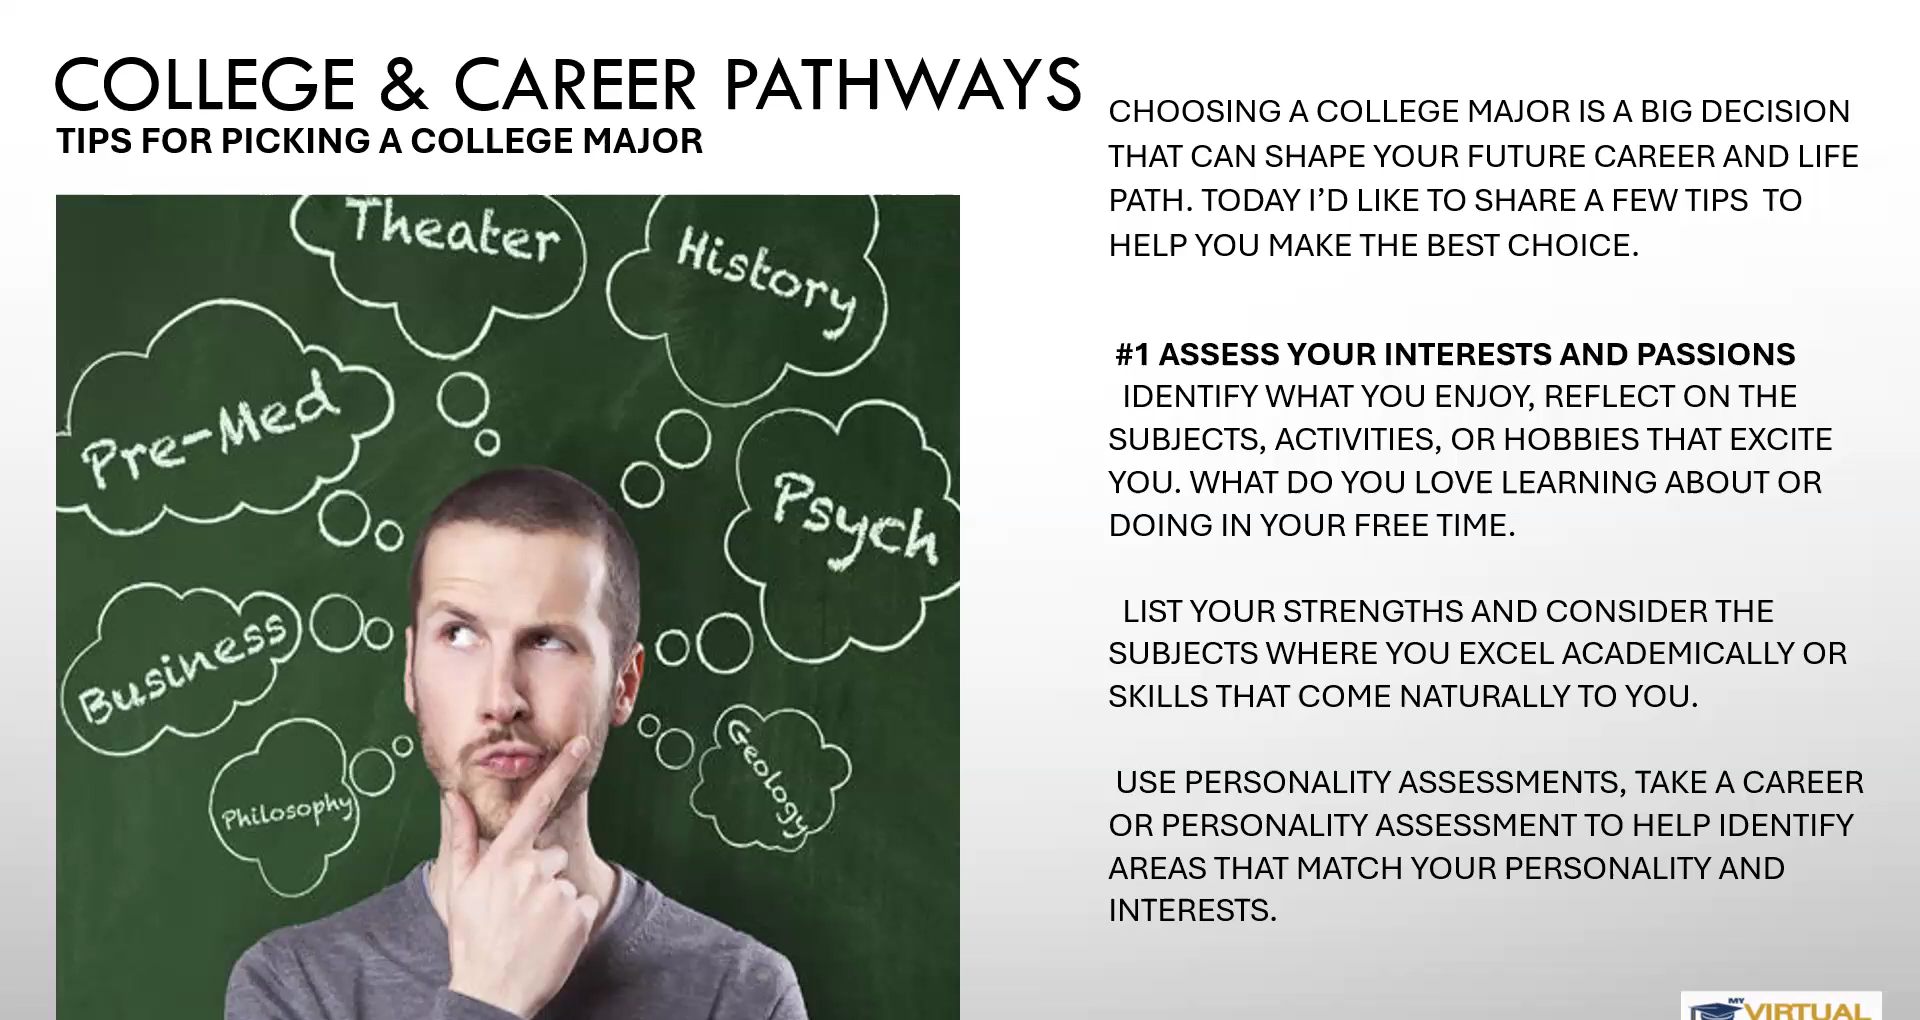 COLLEGE & CAREER PATHWAYS
TIPS FOR PICKING A COLLEGE MAJOR
Theater
History
Pre-Med
Psych
Business
Philosophy
Geology
CHOOSING A COLLEGE MAJOR IS A BIG DECISION
THAT CAN SHAPE YOUR FUTURE CAREER AND LIFE
PATH. TODAY I’D LIKE TO SHARE A FEW TIPS TO
HELP YOU MAKE THE BEST CHOICE.
#1 ASSESS YOUR INTERESTS AND PASSIONS
IDENTIFY WHAT YOU ENJOY, REFLECT ON THE
SUBJECTS, ACTIVITIES, OR HOBBIES THAT EXCITE
YOU. WHAT DO YOU LOVE LEARNING ABOUT OR
DOING IN YOUR FREE TIME.
LIST YOUR STRENGTHS AND CONSIDER THE
SUBJECTS WHERE YOU EXCEL ACADEMICALLY OR
SKILLS THAT COME NATURALLY TO YOU.
USE PERSONALITY ASSESSMENTS, TAKE A CAREER
OR PERSONALITY ASSESSMENT TO HELP IDENTIFY
AREAS THAT MATCH YOUR PERSONALITY AND
INTERESTS.
MY
VIRTUAL